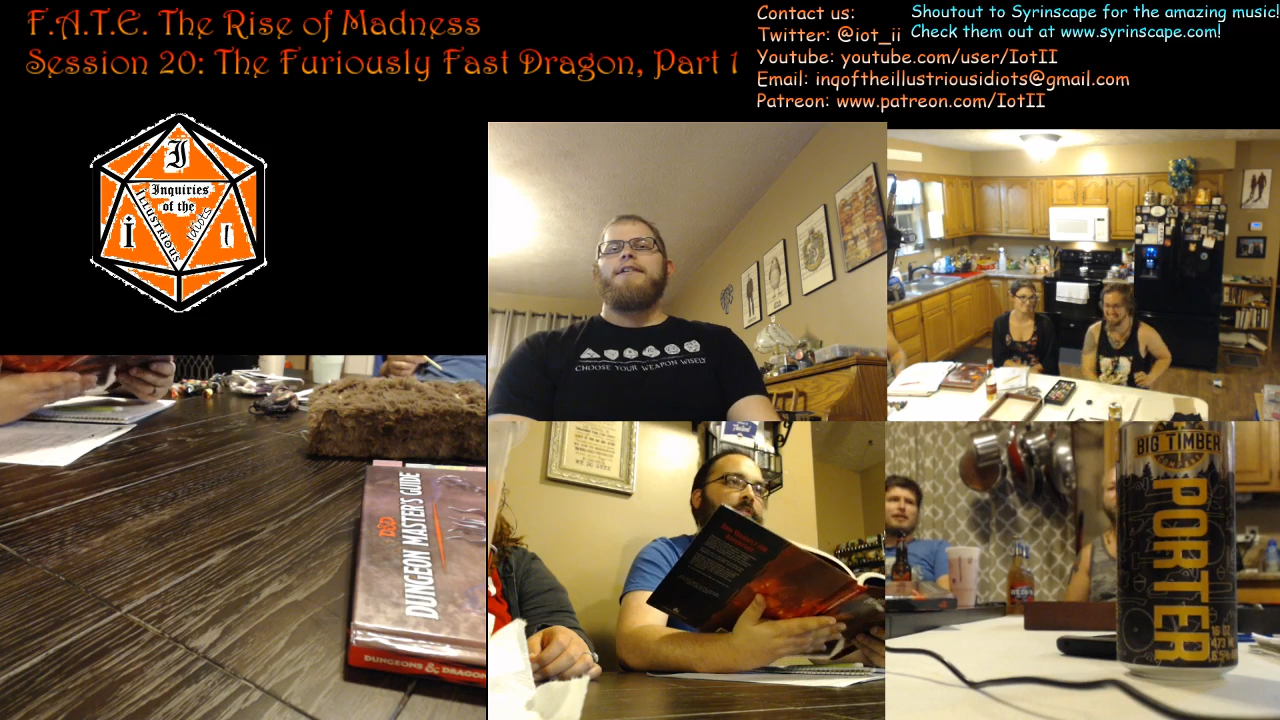 F.A.T.E. The Rise of Madness
Session 20: The Furiously Fast Dragon, Part 1
Contact us:
Twitter: @iot_ii
Youtube: youtube.com/user/IotII
Email: inqoftheillustriousidiots@gmail.com
Patreon: www.patreon.com/IotII
Shoutout to Syrinscape for the amazing music!
Check them out at www.syrinscape.com!
I
Inquiries
of the
Illustrious
Idiots
i
I
CHOOSE YOUR WEAPON WISELY
D&D
DUNGEON MASTER'S GUIDE
DUNGEONS & DRAGON
BIG TIMBER
PORTER